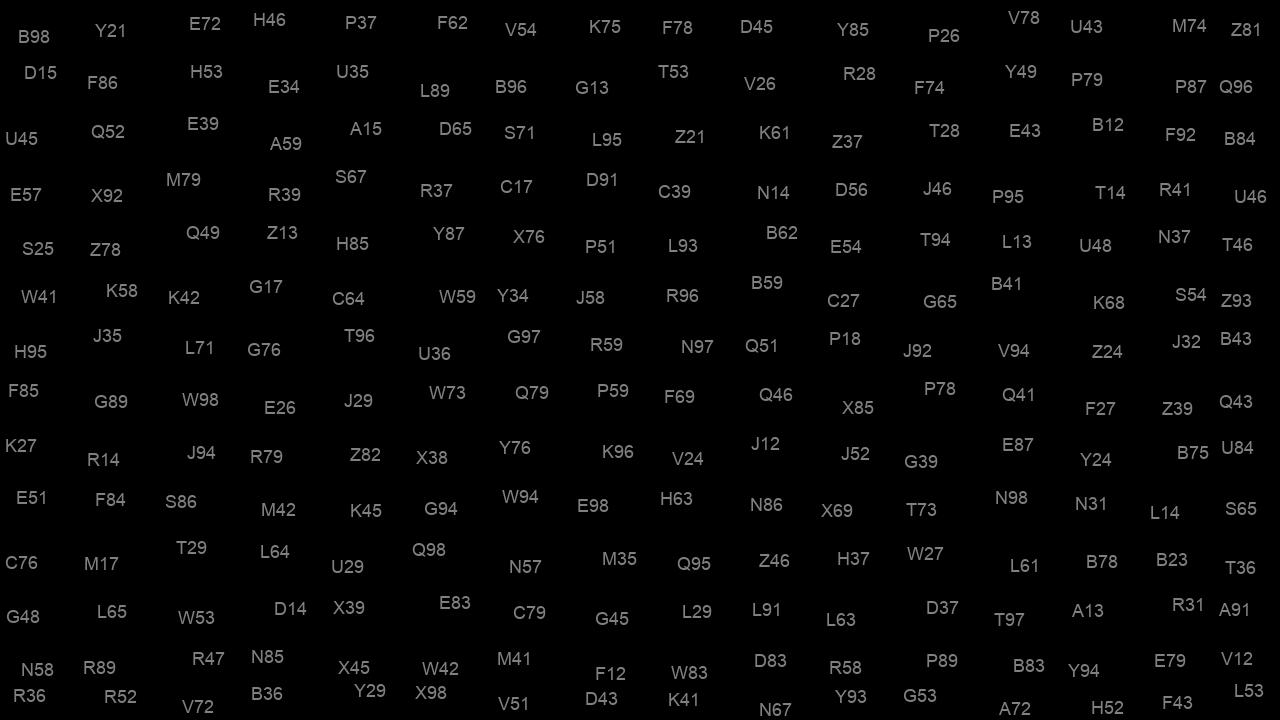 B98 Y21 E72 H46 P37 F62 V54 K75 F78 D45 Y85 P26 V78 U43 M74 Z81
D15 F86 H53 E34 U35 L89 B96 G13 T53 V26 R28 F74 Y49 P79 P87 Q96
U45 Q52 E39 A59 A15 D65 S71 L95 Z21 K61 Z37 T28 E43 B12 F92 B84
E57 X92 M79 R39 S67 R37 C17 D91 C39 N14 D56 J46 P95 T14 R41 U46
S25 Z78 Q49 Z13 H85 Y87 X76 P51 L93 B62 E54 T94 L13 U48 N37 T46
W41 K58 K42 G17 C64 W59 Y34 J58 R96 B59 C27 G65 B41 K68 S54 Z93
H95 J35 L71 G76 T96 U36 G97 R59 N97 Q51 P18 J92 V94 Z24 J32 B43
F85 G89 W98 E26 J29 W73 Q79 P59 F69 Q46 X85 P78 Q41 F27 Z39 Q43
K27 R14 J94 R79 Z82 X38 Y76 K96 V24 J12 J52 G39 E87 Y24 B75 U84
E51 F84 S86 M42 K45 G94 W94 E98 H63 N86 X69 T73 N98 N31 L14 S65
C76 M17 T29 L64 U29 Q98 N57 M35 Q95 Z46 H37 W27 L61 B78 B23 T36
G48 L65 W53 D14 X39 E83 C79 G45 L29 L91 L63 D37 T97 A13 R31 A91
N58 R89 R47 N85 X45 W42 M41 F12 W83 D83 R58 P89 B83 Y94 E79 V12
R36 R52 V72 B36 Y29 X98 V51 D43 K41 N67 Y93 G53 A72 H52 F43 L53